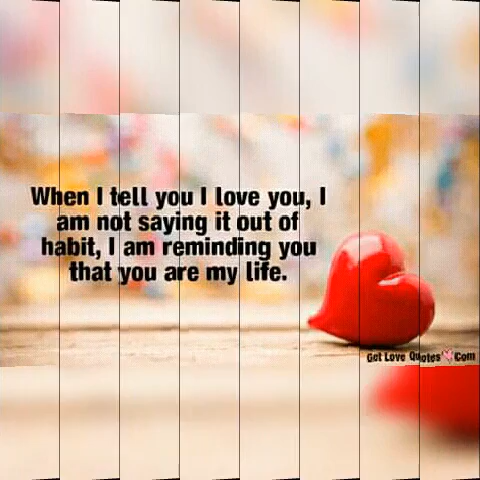 When I tell you I love you, I
am not saying it out of
habit, I am reminding you
that you are my life.
Get Love Quotes Com